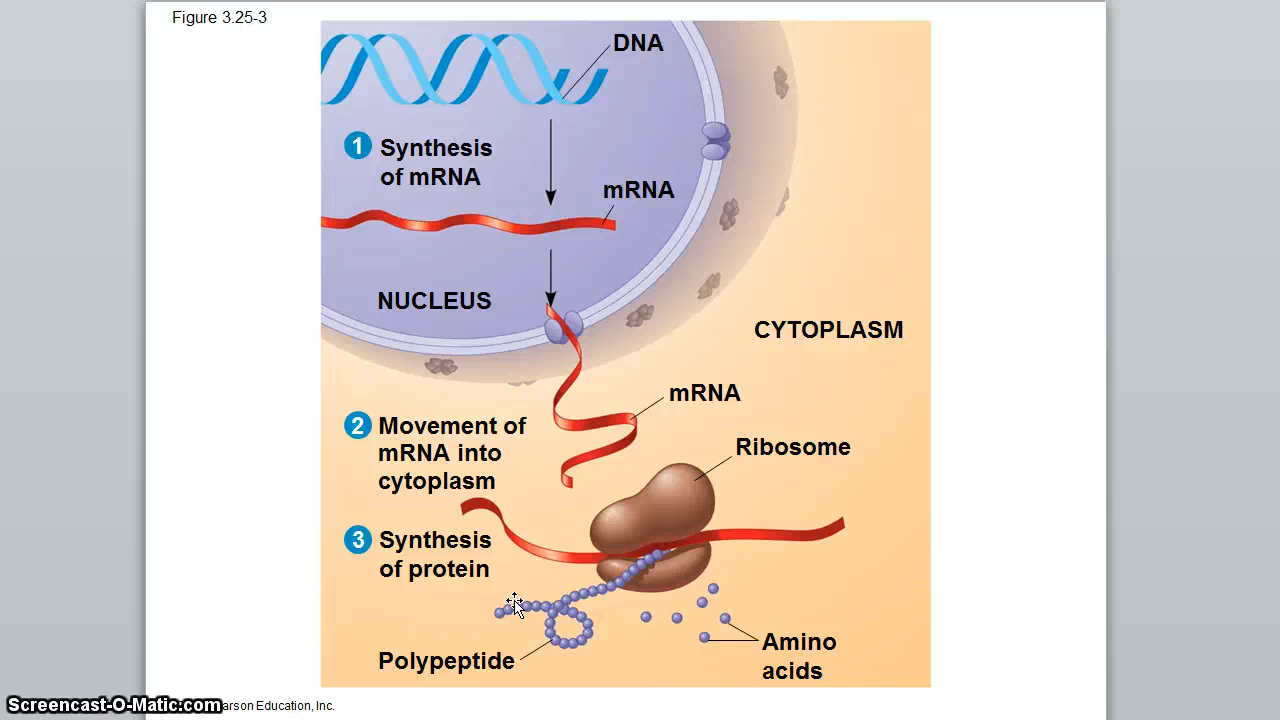 Figure 3.25-3
DNA
1 Synthesis
of mRNA
mRNA
NUCLEUS
CYTOPLASM
mRNA
2 Movement of
mRNA into
cytoplasm
Ribosome
3 Synthesis
of protein
Polypeptide
Amino
acids
Screencast-O-Matic.com
Education, Inc.